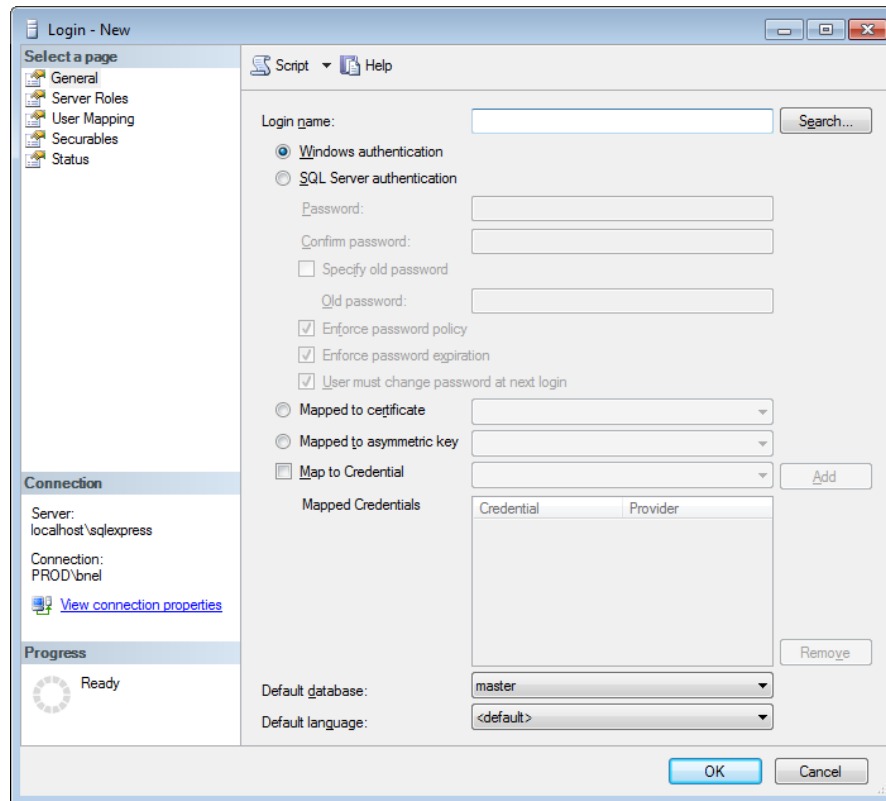 Login - New
Select a page
General
Server Roles
User Mapping
Securables
Status
Connection
Server:
localhost\sqlexpress
Connection:
PROD\bnel
View connection properties
Progress
Ready
Script Help
Login name: Search...
Windows authentication
SQL Server authentication
Password:
Confirm password:
Specify old password
Old password:
Enforce password policy
Enforce password expiration
User must change password at next login
Mapped to certificate
Mapped to asymmetric key
Map to Credential Add
Mapped Credentials Credential Provider
Remove
Default database: master
Default language: <default>
OK Cancel